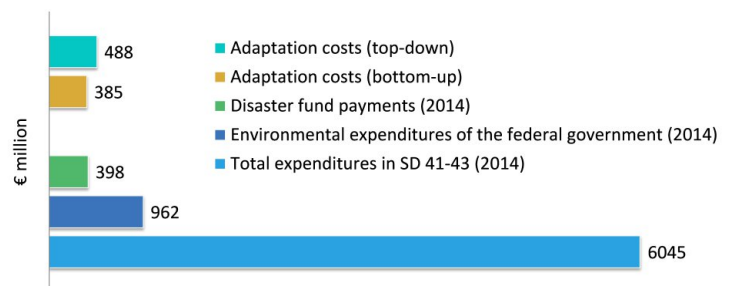 488
Adaptation costs (top-down)
385
Adaptation costs (bottom-up)
Disaster fund payments (2014)
Environmental expenditures of the federal government (2014)
Total expenditures in SD 41-43 (2014)
€ million
398
962
6045